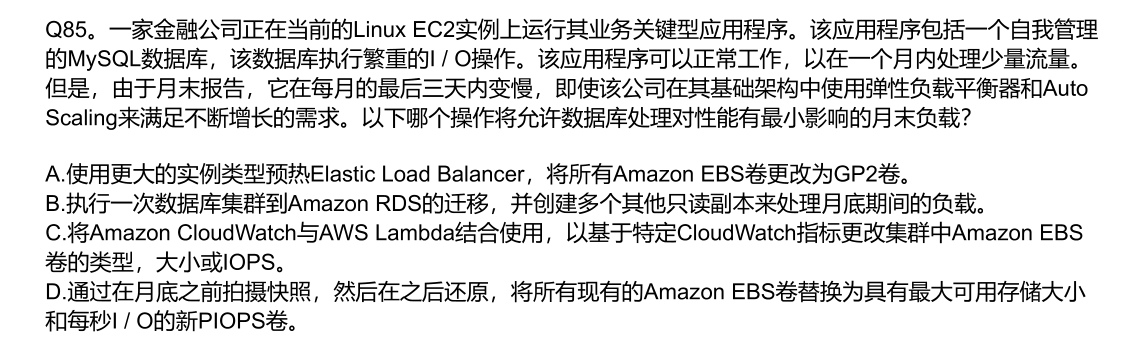 Q85。一家金融公司正在当前的Linux EC2实例上运行其业务关键型应用程序。该应用程序包括一个自我管理
的MySQL数据库，该数据库执行繁重的I / O操作。该应用程序可以正常工作，以在一个月内处理少量流量。
但是，由于月末报告，它在每月的最后三天内变慢，即使该公司在其基础架构中使用弹性负载平衡器和Auto
Scaling来满足不断增长的需求。以下哪个操作将允许数据库处理对性能有最小影响的月末负载？
A.使用更大的实例类型预热Elastic Load Balancer，将所有Amazon EBS卷更改为GP2卷。
B.执行一次数据库集群到Amazon RDS的迁移，并创建多个其他只读副本来处理月底期间的负载。
C.将Amazon CloudWatch与AWS Lambda结合使用，以基于特定CloudWatch指标更改集群中Amazon EBS
卷的类型，大小或IOPS。
D.通过在月底之前拍摄快照，然后在之后还原，将所有现有的Amazon EBS卷替换为具有最大可用存储大小
和每秒I / O的新PIOPS卷。